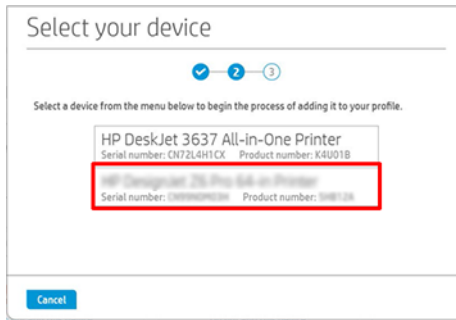 Select your device
2 3
Select a device from the menu below to begin the process of adding it to your profile.
HP DeskJet 3637 All-in-One Printer
Serial number: CN72L4H1CX Product number: K4U01B
Serial number: Product number:
Cancel